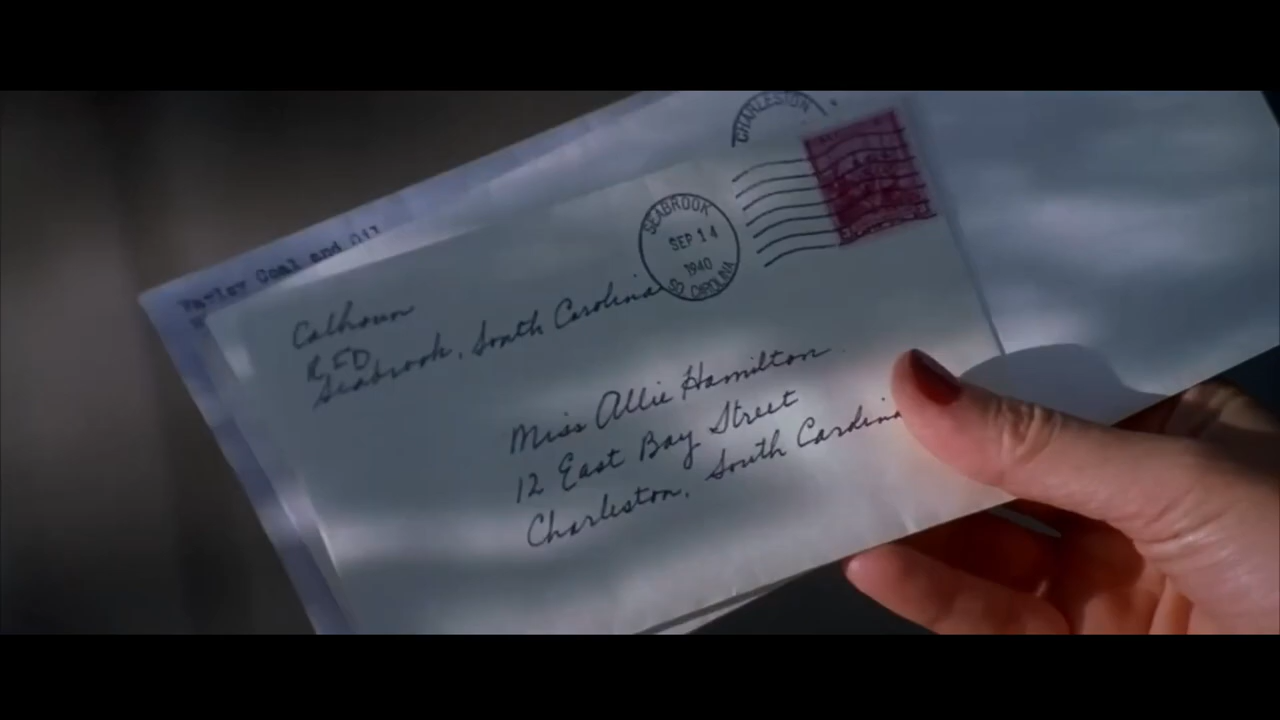 CHARLESTON
SEABROOK
SEP 14
1940
SO CAROLINA
Coal and Oil
Calhoun
RFD
Seabrook, South Carolina
Miss Allie Hamilton
12 East Bay Street
Charleston, South Carolina